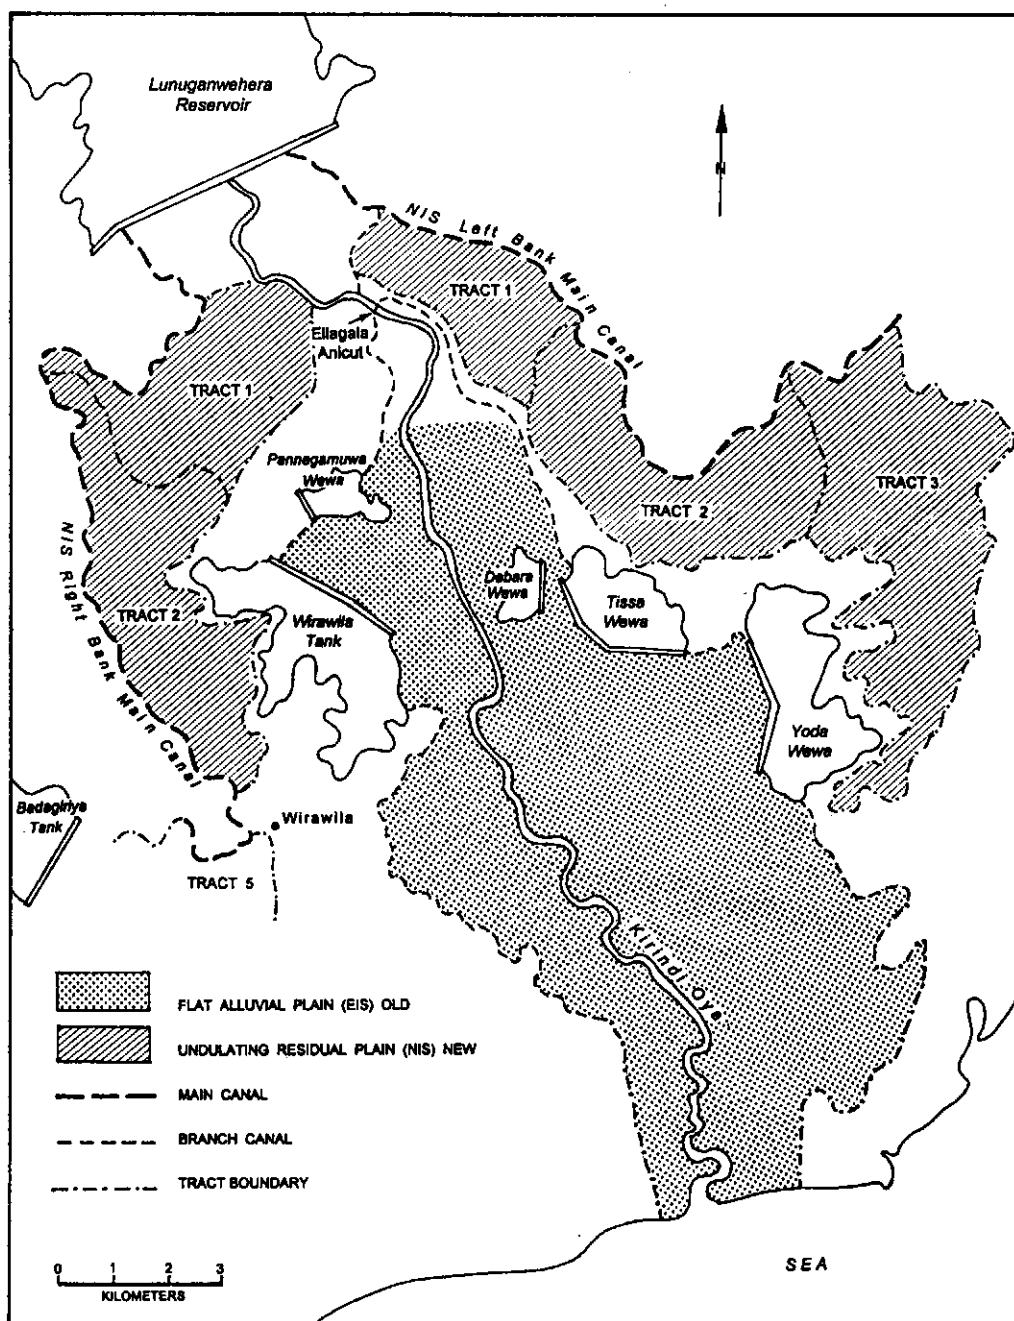 Lunuganwehera
Reservoir
N
NIS Left Bank Main Canal
TRACT 1
Ellagala
Anicut
TRACT 1
Pannegamuwa
Wewa
TRACT 2
TRACT 3
NIS Right Bank Main Canal
Debara
Wewa
Tissa
Wewa
TRACT 2
Wirawila
Tank
Yoda
Wewa
Badagiriya
Tank
Wirawila
TRACT 5
Kirindi Oya
FLAT ALLUVIAL PLAIN (EIS) OLD
UNDULATING RESIDUAL PLAIN (NIS) NEW
MAIN CANAL
BRANCH CANAL
TRACT BOUNDARY
0 1 2 3
KILOMETERS
SEA